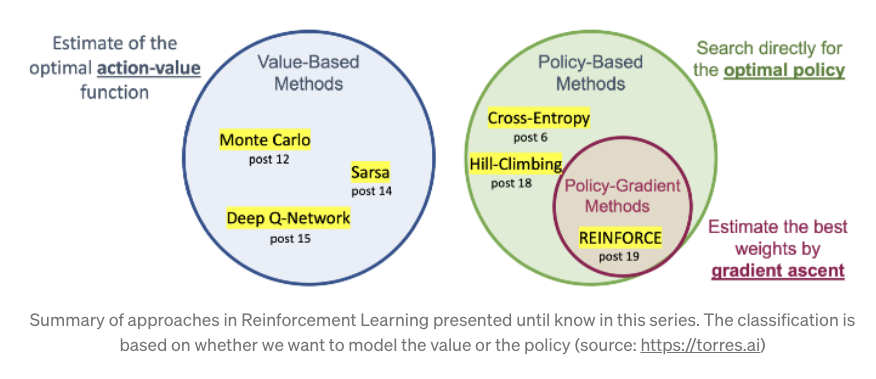 Estimate of the
optimal action-value
function
Value-Based
Methods
Monte Carlo
post 12
Sarsa
post 14
Deep Q-Network
post 15
Policy-Based
Methods
Cross-Entropy
post 6
Hill-Climbing
post 18
Policy-Gradient
Methods
REINFORCE
post 19
Search directly for
the optimal policy
Estimate the best
weights by
gradient ascent
Summary of approaches in Reinforcement Learning presented until know in this series. The classification is
based on whether we want to model the value or the policy (source: https://torres.ai)